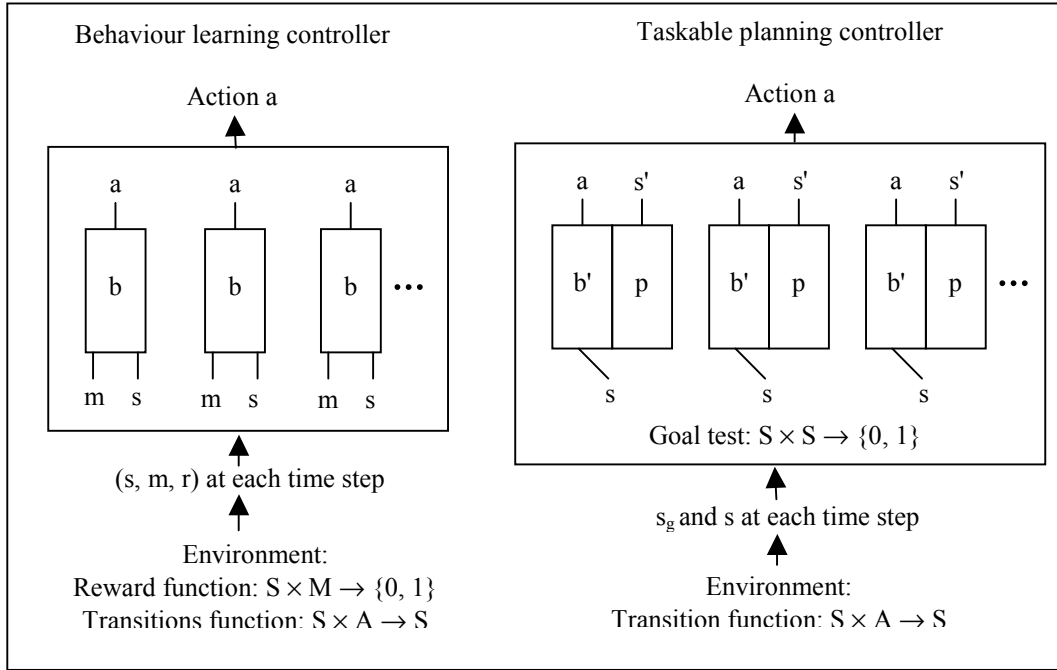 Behaviour learning controller
Action a
a a a
b b b ...
m s m s m s
(s, m, r) at each time step
Environment:
Reward function: S × M → {0, 1}
Transitions function: S × A → S
Taskable planning controller
Action a
a s' a s' a s'
b' p b' p b' p ...
s s s
Goal test: S × S → {0, 1}
s_g and s at each time step
Environment:
Transition function: S × A → S